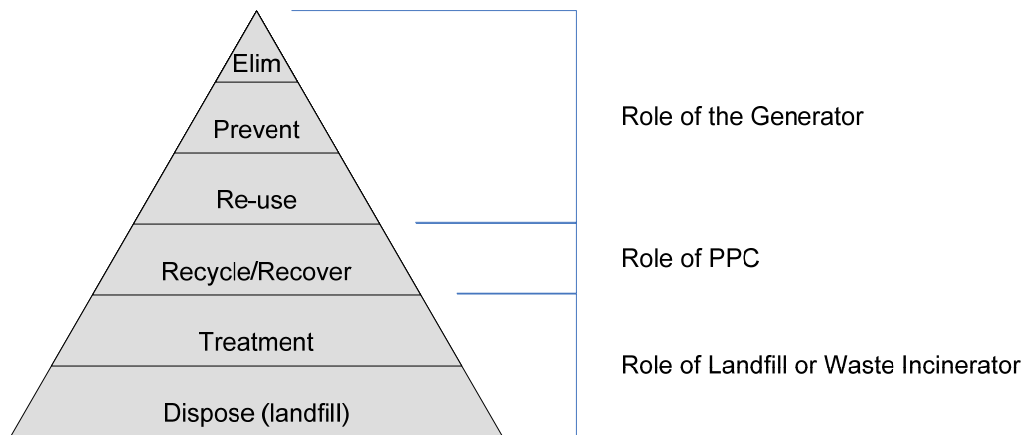 Elim
Prevent
Re-use
Recycle/Recover
Treatment
Dispose (landfill)
Role of the Generator
Role of PPC
Role of Landfill or Waste Incinerator